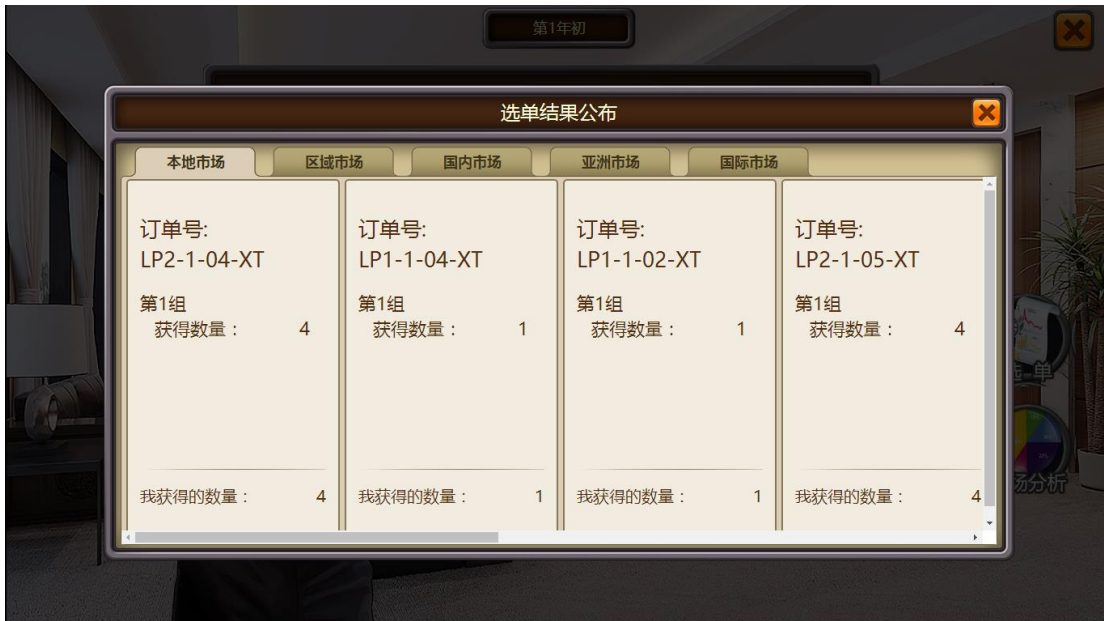 第1年初
选单结果公布
本地市场 区域市场 国内市场 亚洲市场 国际市场
订单号:
LP2-1-04-XT
第1组
获得数量： 4
我获得的数量： 4
订单号:
LP1-1-04-XT
第1组
获得数量： 1
我获得的数量： 1
订单号:
LP1-1-02-XT
第1组
获得数量： 1
我获得的数量： 1
订单号:
LP2-1-05-XT
第1组
获得数量： 4
我获得的数量： 4
单
场分析